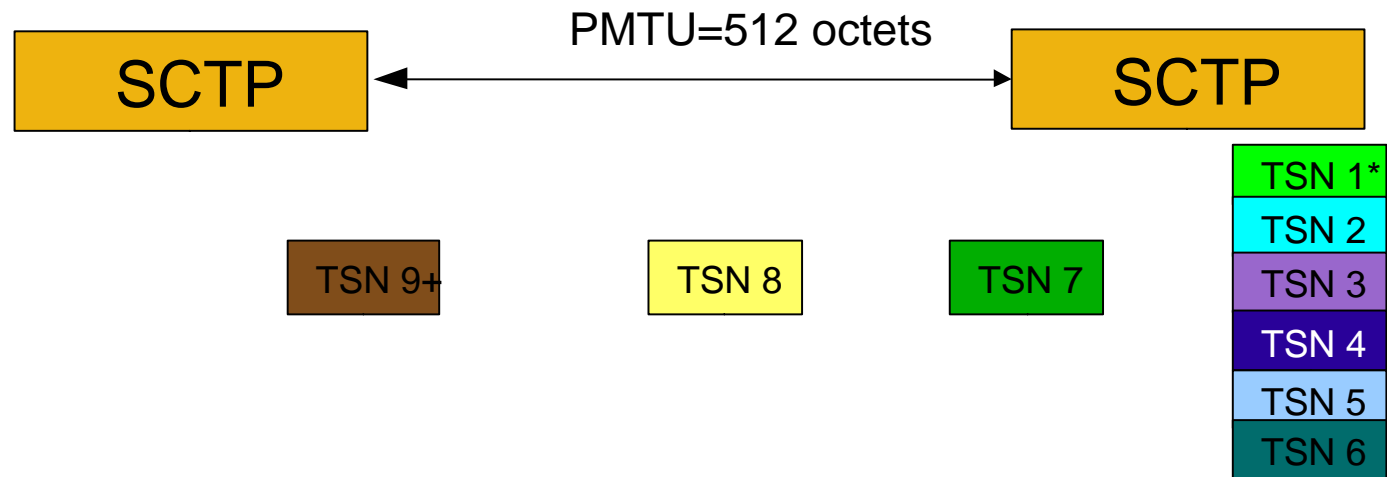 PMTU=512 octets
SCTP
SCTP
TSN 1*
TSN 2
TSN 9+
TSN 8
TSN 7
TSN 3
TSN 4
TSN 5
TSN 6